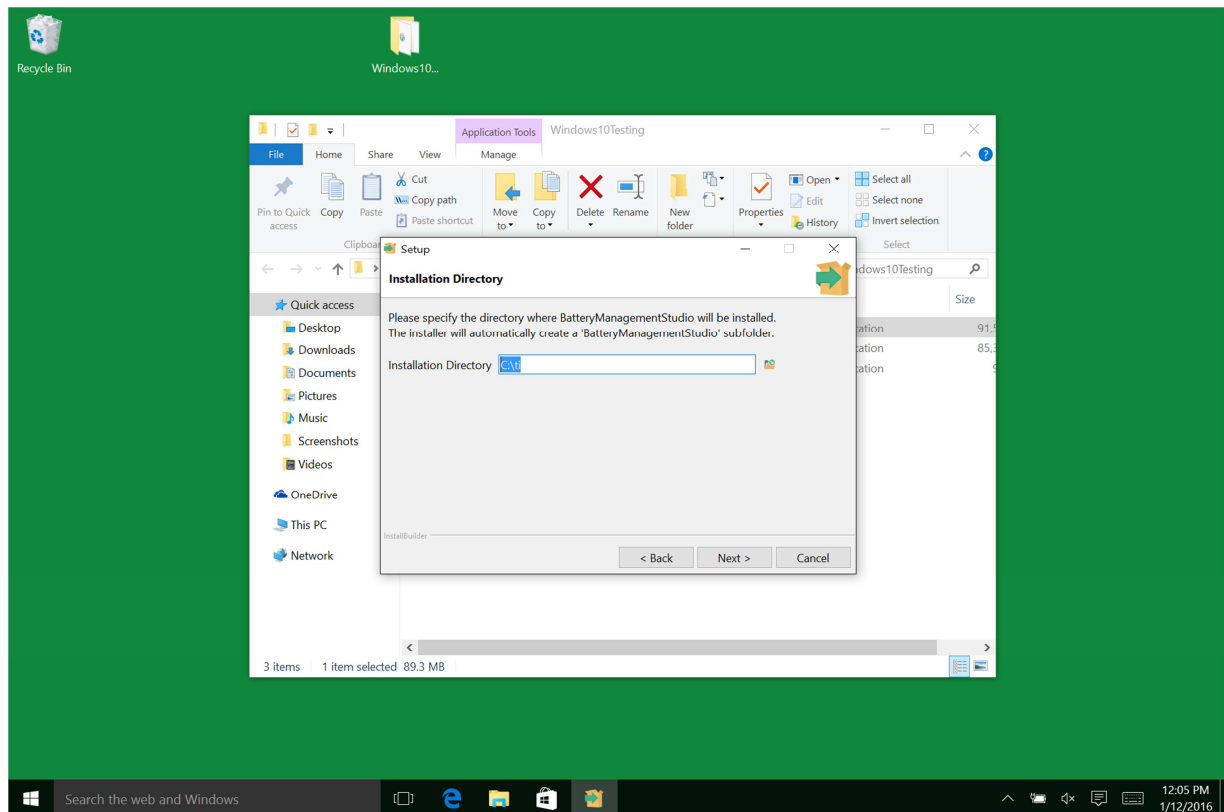 Recycle Bin
Windows10...
Application Tools
Windows10Testing
File
Home
Share
View
Manage
Pin to Quick
access
Copy
Paste
Cut
Copy path
Paste shortcut
Move
to
Copy
to
Delete
Rename
New
folder
Properties
Open
Edit
History
Select all
Select none
Invert selection
Select
Quick access
Desktop
Downloads
Documents
Pictures
Music
Screenshots
Videos
OneDrive
This PC
Network
Size
Setup
Installation Directory
Please specify the directory where BatteryManagementStudio will be installed.
The installer will automatically create a 'BatteryManagementStudio' subfolder.
Installation Directory
C:\ti
InstallBuilder
< Back
Next >
Cancel
3 items
1 item selected 89.3 MB
Search the web and Windows
12:05 PM
1/12/2016